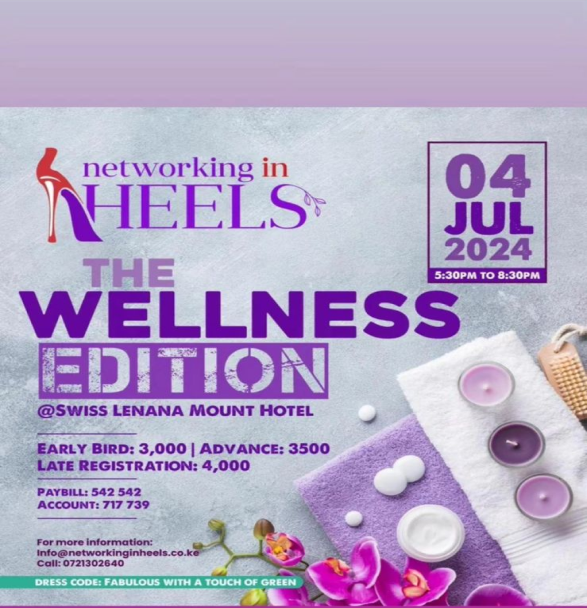 networking in
HEELS
04
JUL
2024
5:30PM TO 8:30PM
THE
WELLNESS
EDITION
@SWISS LENANA MOUNT HOTEL
EARLY BIRD: 3,000 | ADVANCE: 3500
LATE REGISTRATION: 4,000
PAYBILL: 542 542
ACCOUNT: 717 739
For more information:
Info@networkinginheels.co.ke
Call: 0721302640
DRESS CODE: FABULOUS WITH A TOUCH OF GREEN